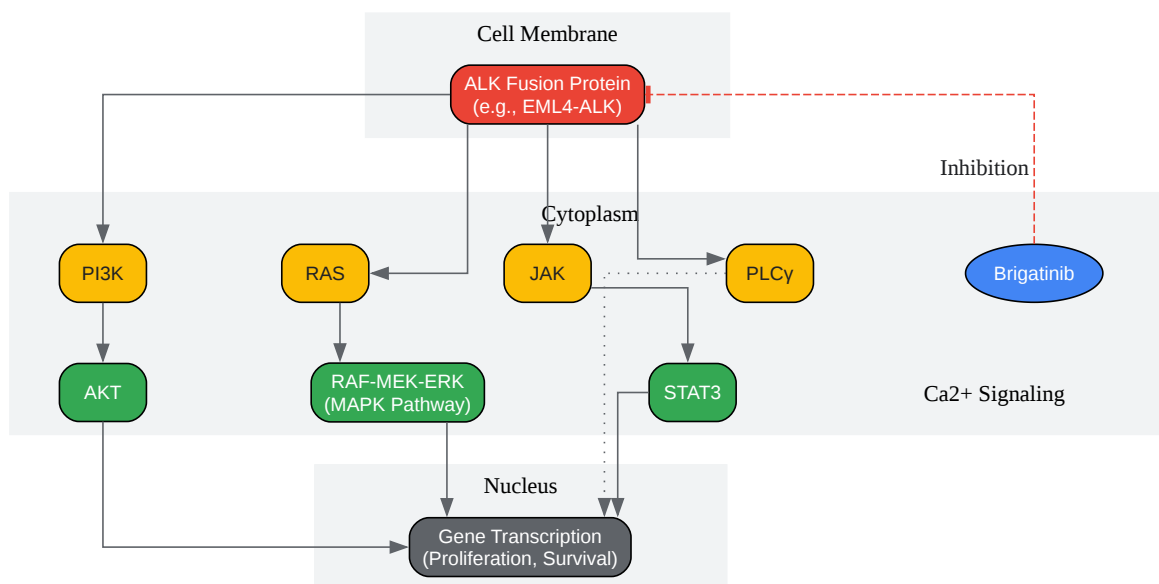 Cell Membrane
ALK Fusion Protein
(e.g., EML4-ALK)
Inhibition
Cytoplasm
PI3K
RAS
JAK
PLCγ
Brigatinib
AKT
RAF-MEK-ERK
(MAPK Pathway)
STAT3
Ca2+ Signaling
Nucleus
Gene Transcription
(Proliferation, Survival)